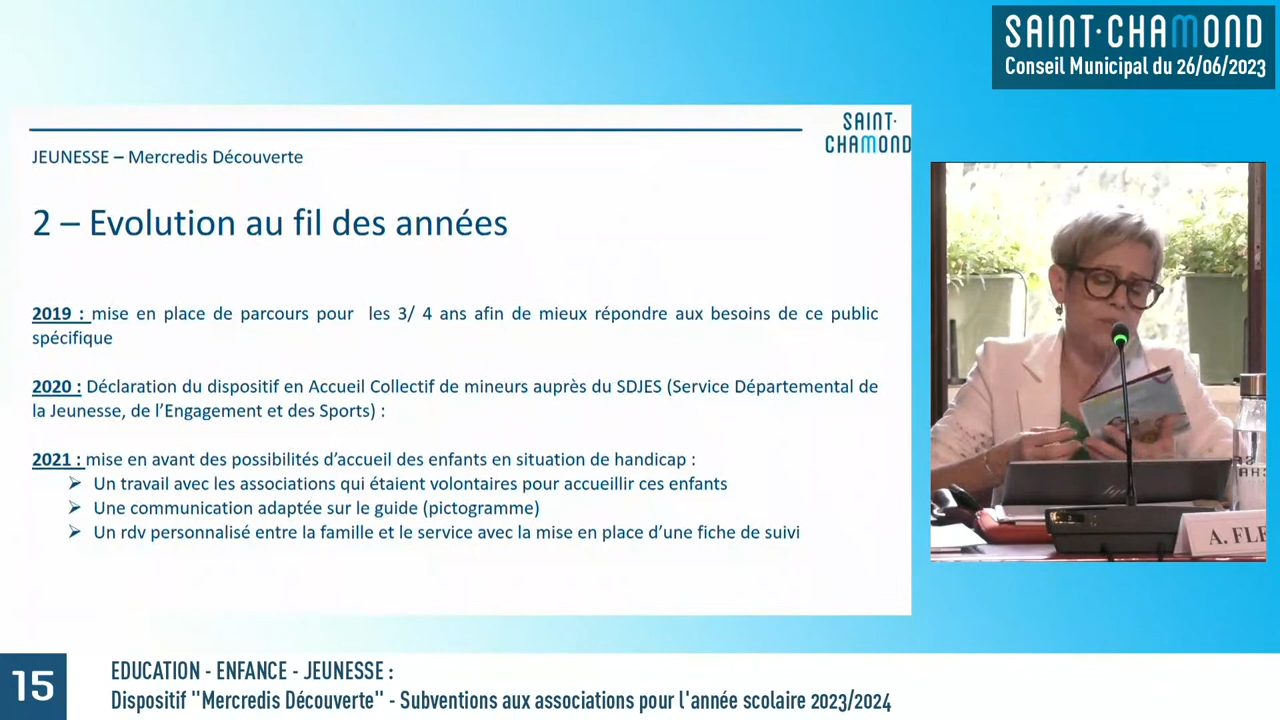 SAINT·CHAMOND
Conseil Municipal du 26/06/2023
SAINT·
CHAMOND
JEUNESSE – Mercredis Découverte
2 – Evolution au fil des années
2019 : mise en place de parcours pour les 3/ 4 ans afin de mieux répondre aux besoins de ce public
spécifique
2020 : Déclaration du dispositif en Accueil Collectif de mineurs auprès du SDJES (Service Départemental de
la Jeunesse, de l'Engagement et des Sports) :
2021 : mise en avant des possibilités d'accueil des enfants en situation de handicap :
➢ Un travail avec les associations qui étaient volontaires pour accueillir ces enfants
➢ Une communication adaptée sur le guide (pictogramme)
➢ Un rdv personnalisé entre la famille et le service avec la mise en place d'une fiche de suivi
A. FLE
15
EDUCATION - ENFANCE - JEUNESSE :
Dispositif "Mercredis Découverte" - Subventions aux associations pour l'année scolaire 2023/2024